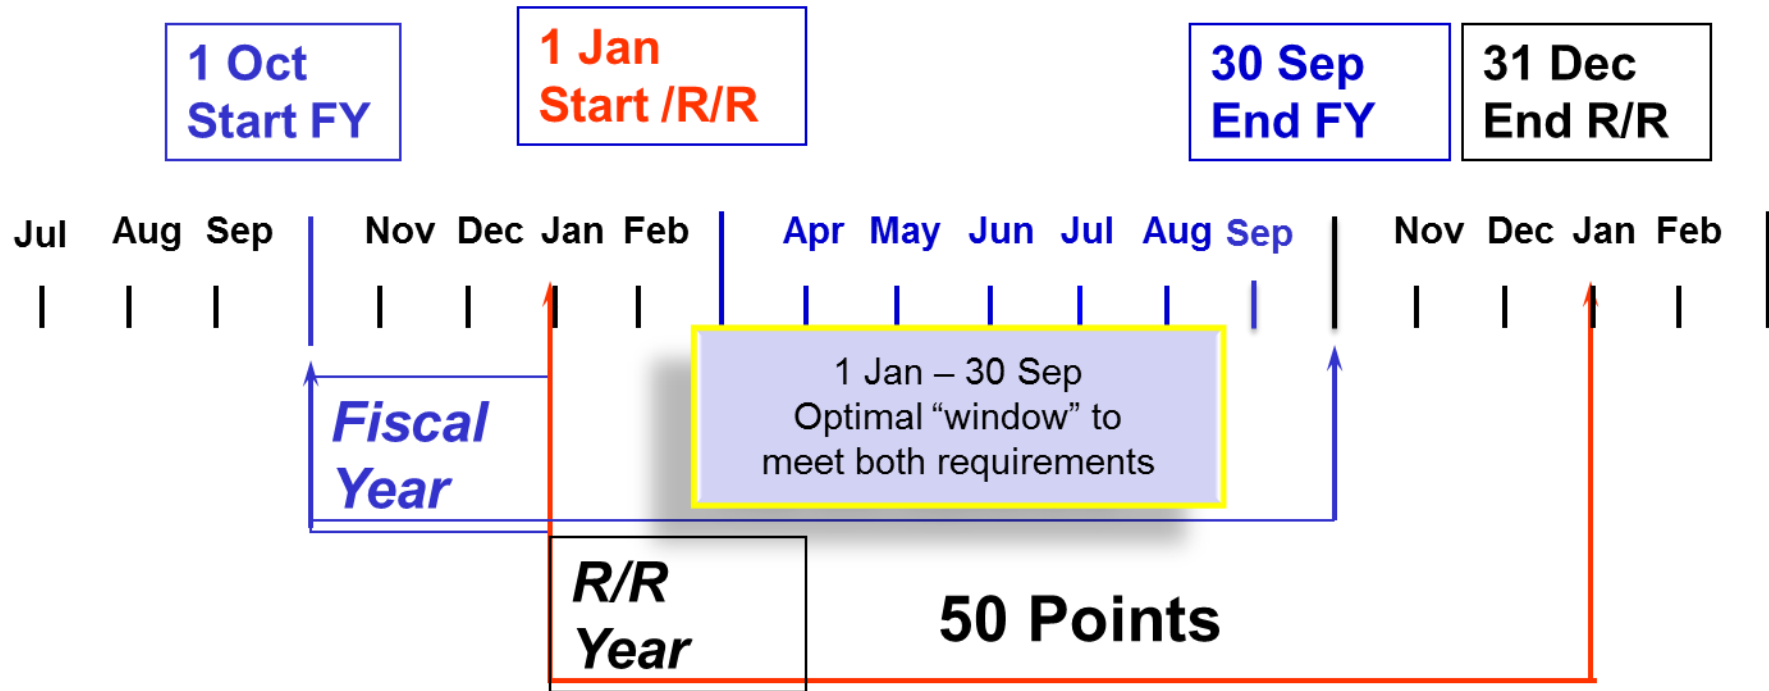 1 Oct
Start FY
1 Jan
Start /R/R
30 Sep
End FY
31 Dec
End R/R
Jul Aug Sep Nov Dec Jan Feb Apr May Jun Jul Aug Sep Nov Dec Jan Feb
1 Jan – 30 Sep
Optimal “window” to
meet both requirements
Fiscal
Year
R/R
Year
50 Points